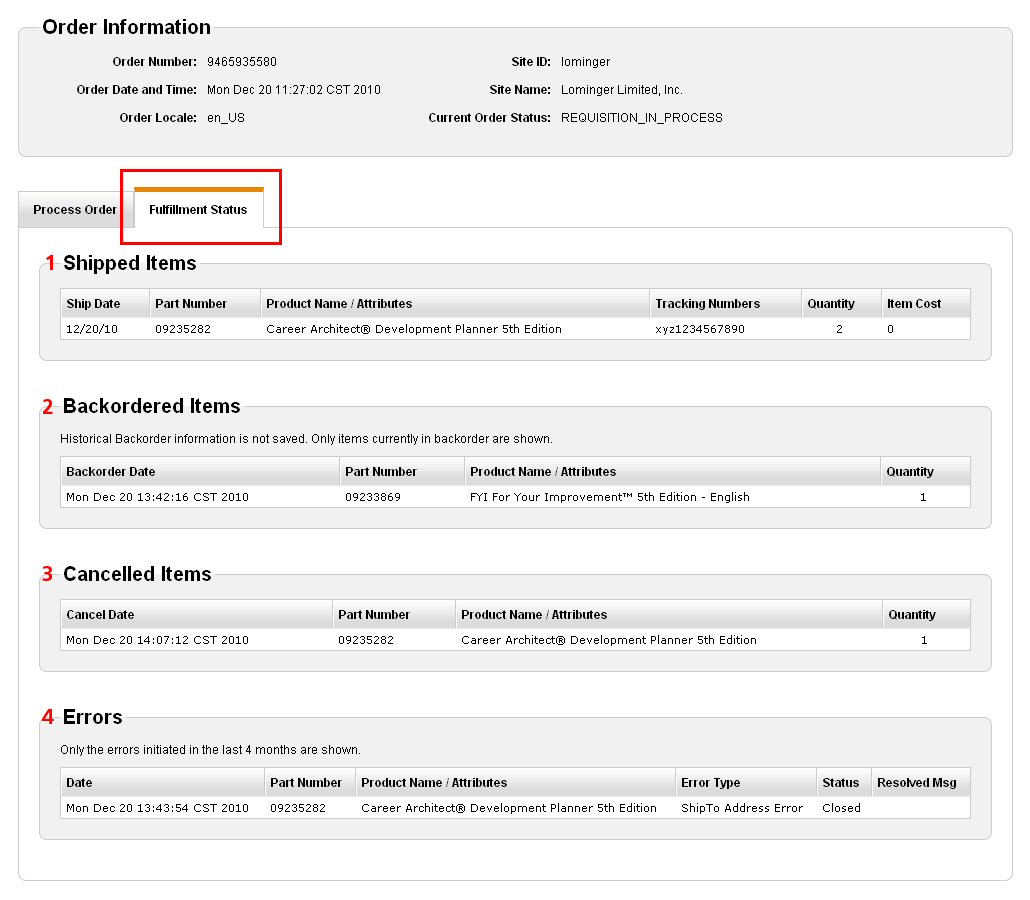 Order Information
Order Number: 9465935580 Site ID: lominger
Order Date and Time: Mon Dec 20 11:27:02 CST 2010 Site Name: Lominger Limited, Inc.
Order Locale: en_US Current Order Status: REQUISITION_IN_PROCESS
Process Order Fulfillment Status
1 Shipped Items
Ship Date Part Number Product Name / Attributes Tracking Numbers Quantity Item Cost
12/20/10 09235282 Career Architect® Development Planner 5th Edition xyz1234567890 2 0
2 Backordered Items
Historical Backorder information is not saved. Only items currently in backorder are shown.
Backorder Date Part Number Product Name / Attributes Quantity
Mon Dec 20 13:42:16 CST 2010 09233869 FYI For Your Improvement™ 5th Edition - English 1
3 Cancelled Items
Cancel Date Part Number Product Name / Attributes Quantity
Mon Dec 20 14:07:12 CST 2010 09235282 Career Architect® Development Planner 5th Edition 1
4 Errors
Only the errors initiated in the last 4 months are shown.
Date Part Number Product Name / Attributes Error Type Status Resolved Msg
Mon Dec 20 13:43:54 CST 2010 09235282 Career Architect® Development Planner 5th Edition ShipTo Address Error Closed